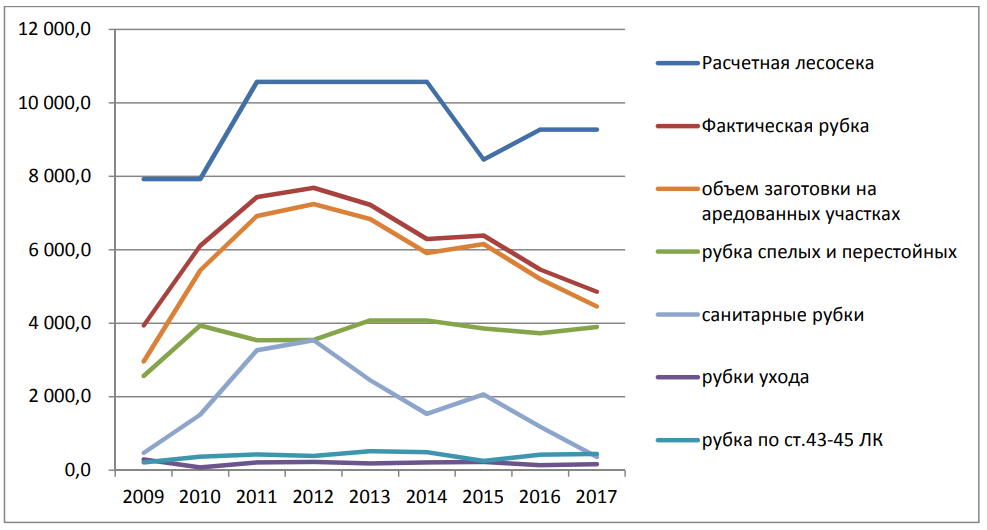 12 000,0
10 000,0
8 000,0
6 000,0
4 000,0
2 000,0
0,0
2009 2010 2011 2012 2013 2014 2015 2016 2017
Расчетная лесосека
Фактическая рубка
объем заготовки на
аредованных участках
рубка спелых и перестойных
санитарные рубки
рубки ухода
рубка по ст.43-45 ЛК